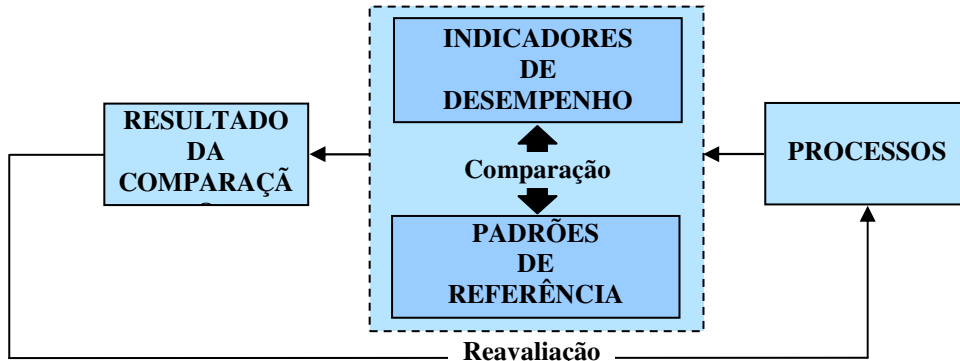 INDICADORES
DE
DESEMPENHO
RESULTADO
DA
COMPARAÇÃ
Comparação
PROCESSOS
PADRÕES
DE
REFERÊNCIA
Reavaliação